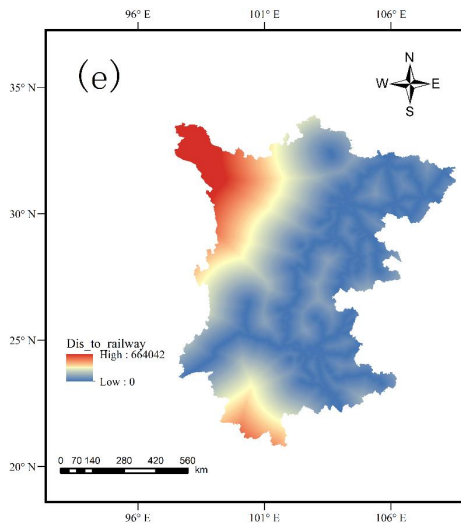 96° E 101° E 106° E
(e)
N
W E
S
35° N
30° N
25° N
20° N
Dis_to_railway
High : 664042
Low : 0
0 70 140 280 420 560
km
96° E 101° E 106° E